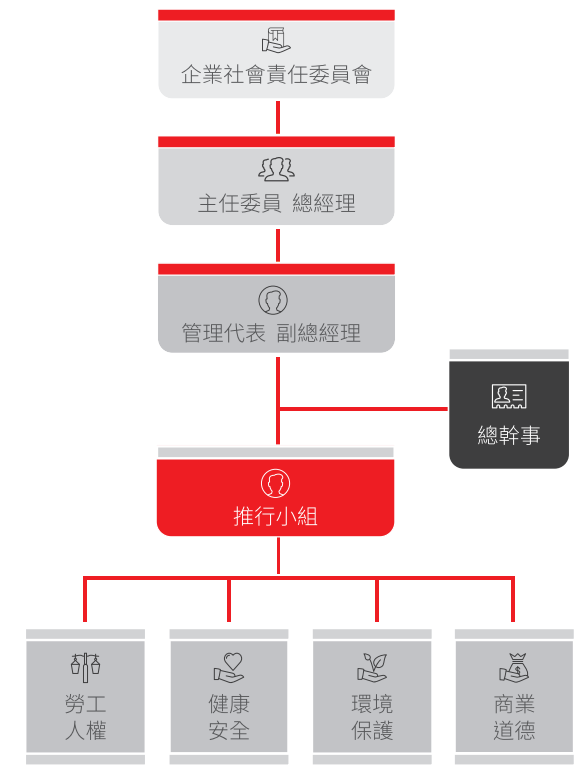 企業社會責任委員會
主任委員 總經理
管理代表 副總經理
總幹事
推行小組
勞工
人權
健康
安全
環境
保護
商業
道德